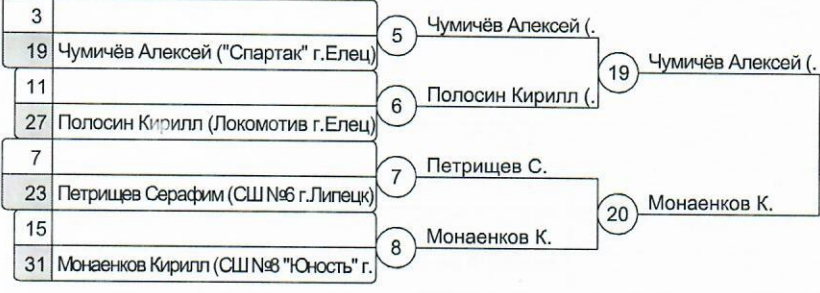 3
19 Чумичёв Алексей ("Спартак" г.Елец)
5
Чумичёв Алексей (.
11
27 Полосин Кирилл (Локомотив г.Елец)
6
Полосин Кирилл (.
19
Чумичёв Алексей (.
7
23 Петрищев Серафим (СШ №6 г.Липецк)
7
Петрищев С.
15
31 Монаенков Кирилл (СШ №8 "Юность" г.
8
Монаенков К.
20
Монаенков К.